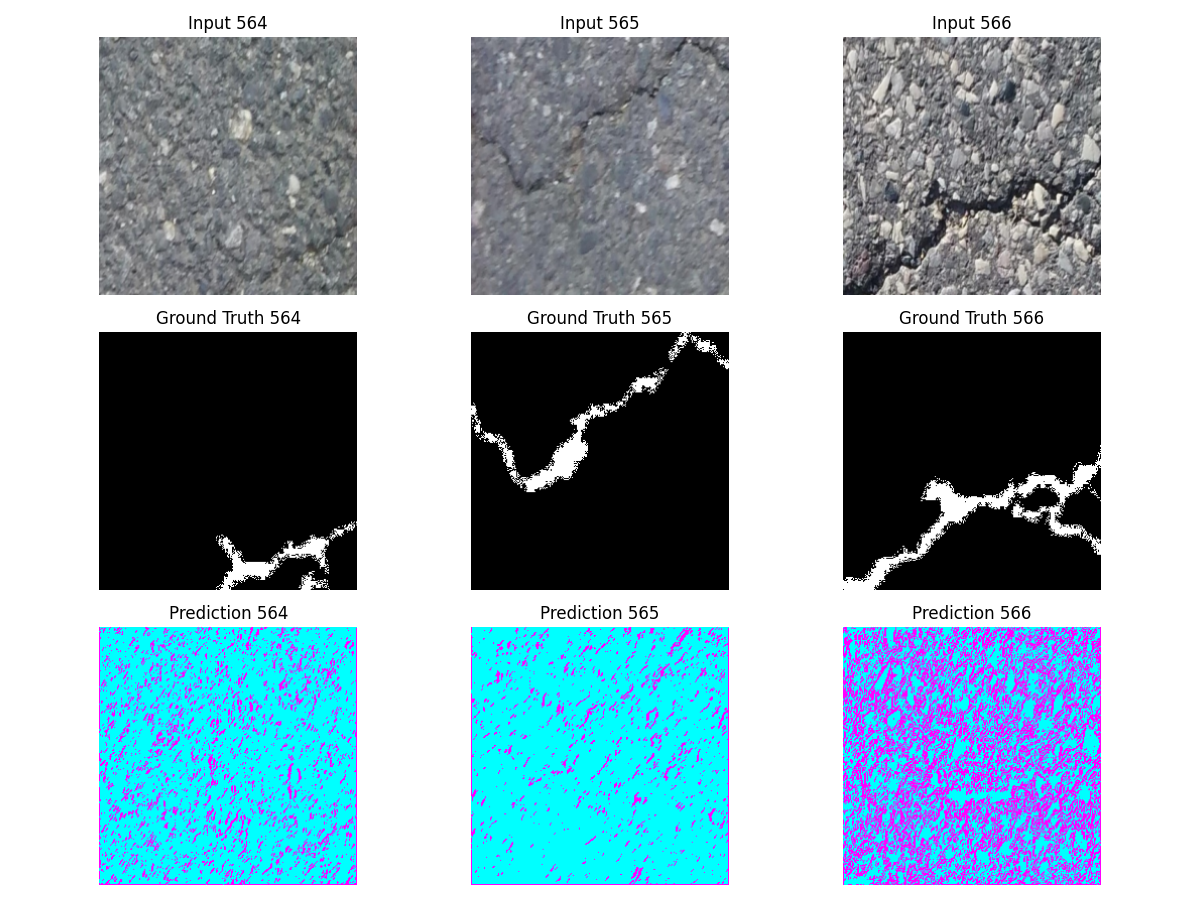 Input 564
Input 565
Input 566
Ground Truth 564
Ground Truth 565
Ground Truth 566
Prediction 564
Prediction 565
Prediction 566